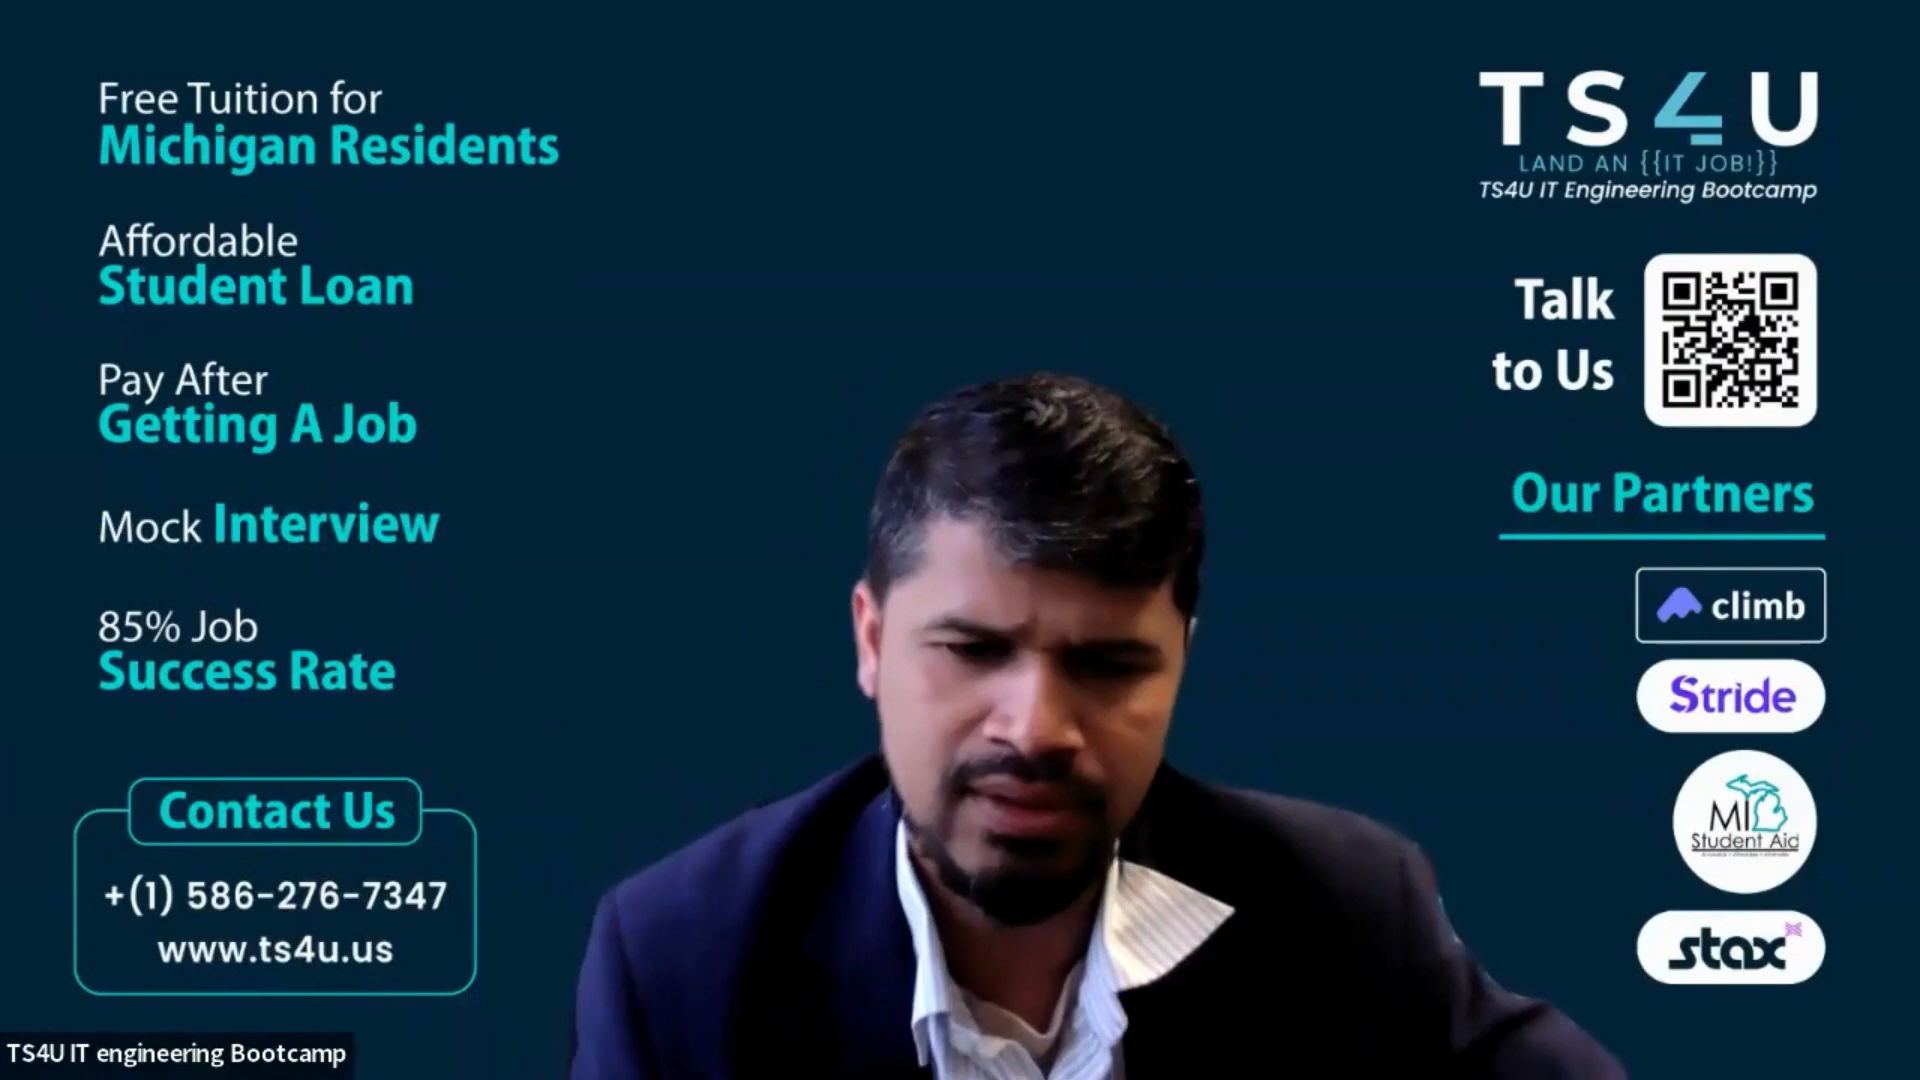 Free Tuition for
Michigan Residents
Affordable
Student Loan
Pay After
Getting A Job
Mock Interview
85% Job
Success Rate
Contact Us
+(1) 586-276-7347
www.ts4u.us
TS4U IT engineering Bootcamp
TS4U
LAND AN {{IT JOB!}}
TS4U IT Engineering Bootcamp
Talk
to Us
Our Partners
climb
Stride
MI
Student Aid
stax